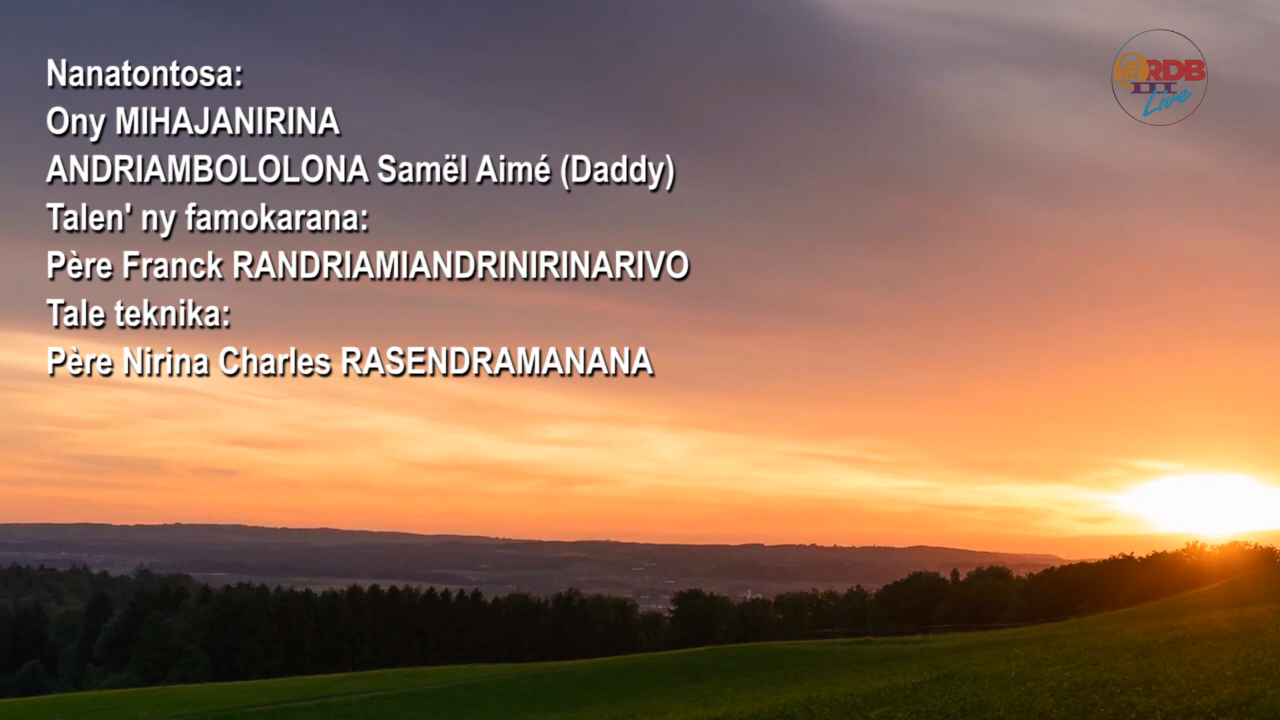 Nanatontosa:
Ony MIHAJANIRINA
ANDRIAMBOLOLONA Samël Aimé (Daddy)
Talen' ny famokarana:
Père Franck RANDRIAMIANDRINIRINARIVO
Tale teknika:
Père Nirina Charles RASENDRAMANANA
RDB
Live